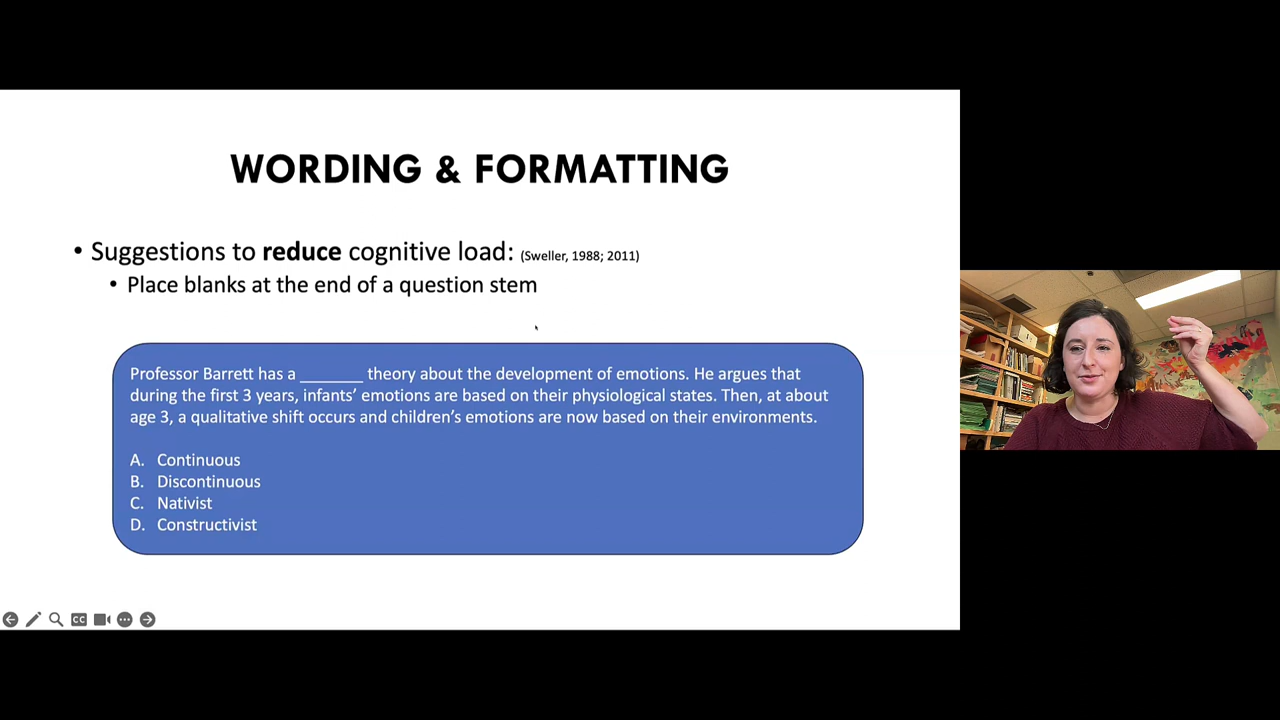 WORDING & FORMATTING
• Suggestions to reduce cognitive load: (Sweller, 1988; 2011)
• Place blanks at the end of a question stem
Professor Barrett has a _______ theory about the development of emotions. He argues that
during the first 3 years, infants’ emotions are based on their physiological states. Then, at about
age 3, a qualitative shift occurs and children’s emotions are now based on their environments.
A. Continuous
B. Discontinuous
C. Nativist
D. Constructivist
CC